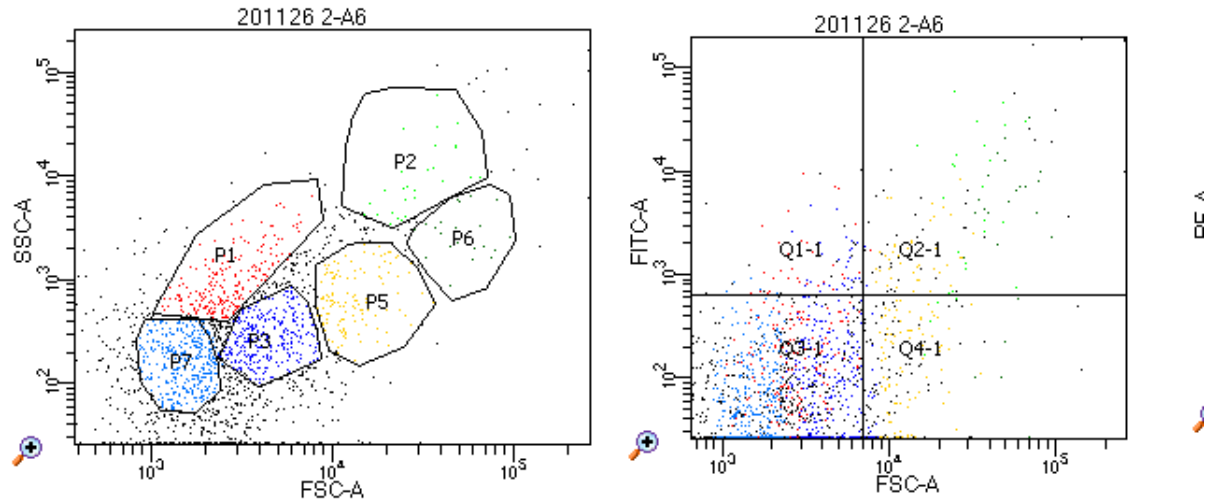 201126 2-A6
SSC-A
10^5
10^4
10^3
10^2
P2
P1
P6
P5
P3
P7
10^3
10^4
10^5
FSC-A
201126 2-A6
FITC-A
10^5
10^4
10^3
10^2
Q1-1
Q2-1
Q3-1
Q4-1
10^3
10^4
10^5
FSC-A